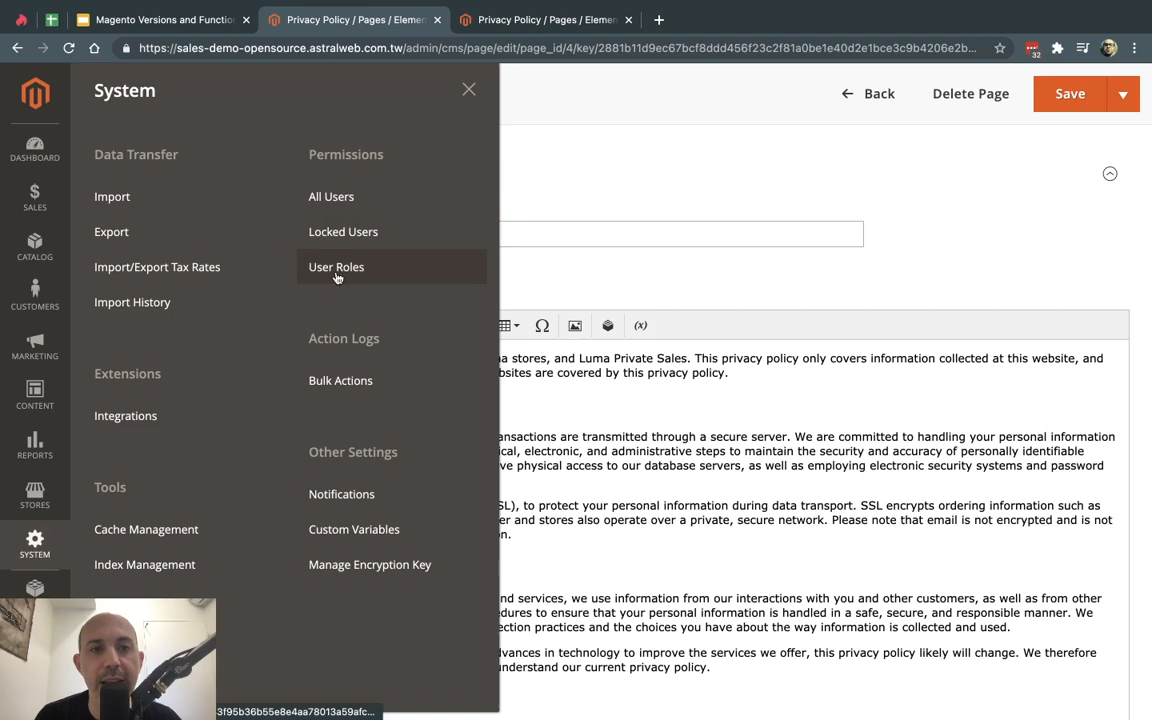 Magento Versions and Function
Privacy Policy / Pages / Elemen
Privacy Policy / Pages / Elemen
https://sales-demo-opensource.astralweb.com.tw/admin/cms/page/edit/page_id/4/key/2881b11d9ec67bcf8ddd456f23c2f81a0be1e40d2e1bce3c9b4206e2b...
32
System
Back
Delete Page
Save
DASHBOARD
SALES
CATALOG
CUSTOMERS
MARKETING
CONTENT
REPORTS
STORES
SYSTEM
Data Transfer
Import
Export
Import/Export Tax Rates
Import History
Extensions
Integrations
Tools
Cache Management
Index Management
Permissions
All Users
Locked Users
User Roles
Action Logs
Bulk Actions
Other Settings
Notifications
Custom Variables
Manage Encryption Key
(x)
stores, and Luma Private Sales. This privacy policy only covers information collected at this website, and
bsites are covered by this privacy policy.
ansactions are transmitted through a secure server. We are committed to handling your personal information
ical, electronic, and administrative steps to maintain the security and accuracy of personally identifiable
ve physical access to our database servers, as well as employing electronic security systems and password
SL), to protect your personal information during data transport. SSL encrypts ordering information such as
er and stores also operate over a private, secure network. Please note that email is not encrypted and is not
on.
nd services, we use information from our interactions with you and other customers, as well as from other
edures to ensure that your personal information is handled in a safe, secure, and responsible manner. We
ection practices and the choices you have about the way information is collected and used.
dvances in technology to improve the services we offer, this privacy policy likely will change. We therefore
understand our current privacy policy.
3f95b36b55e8e4aa78013a59afc...